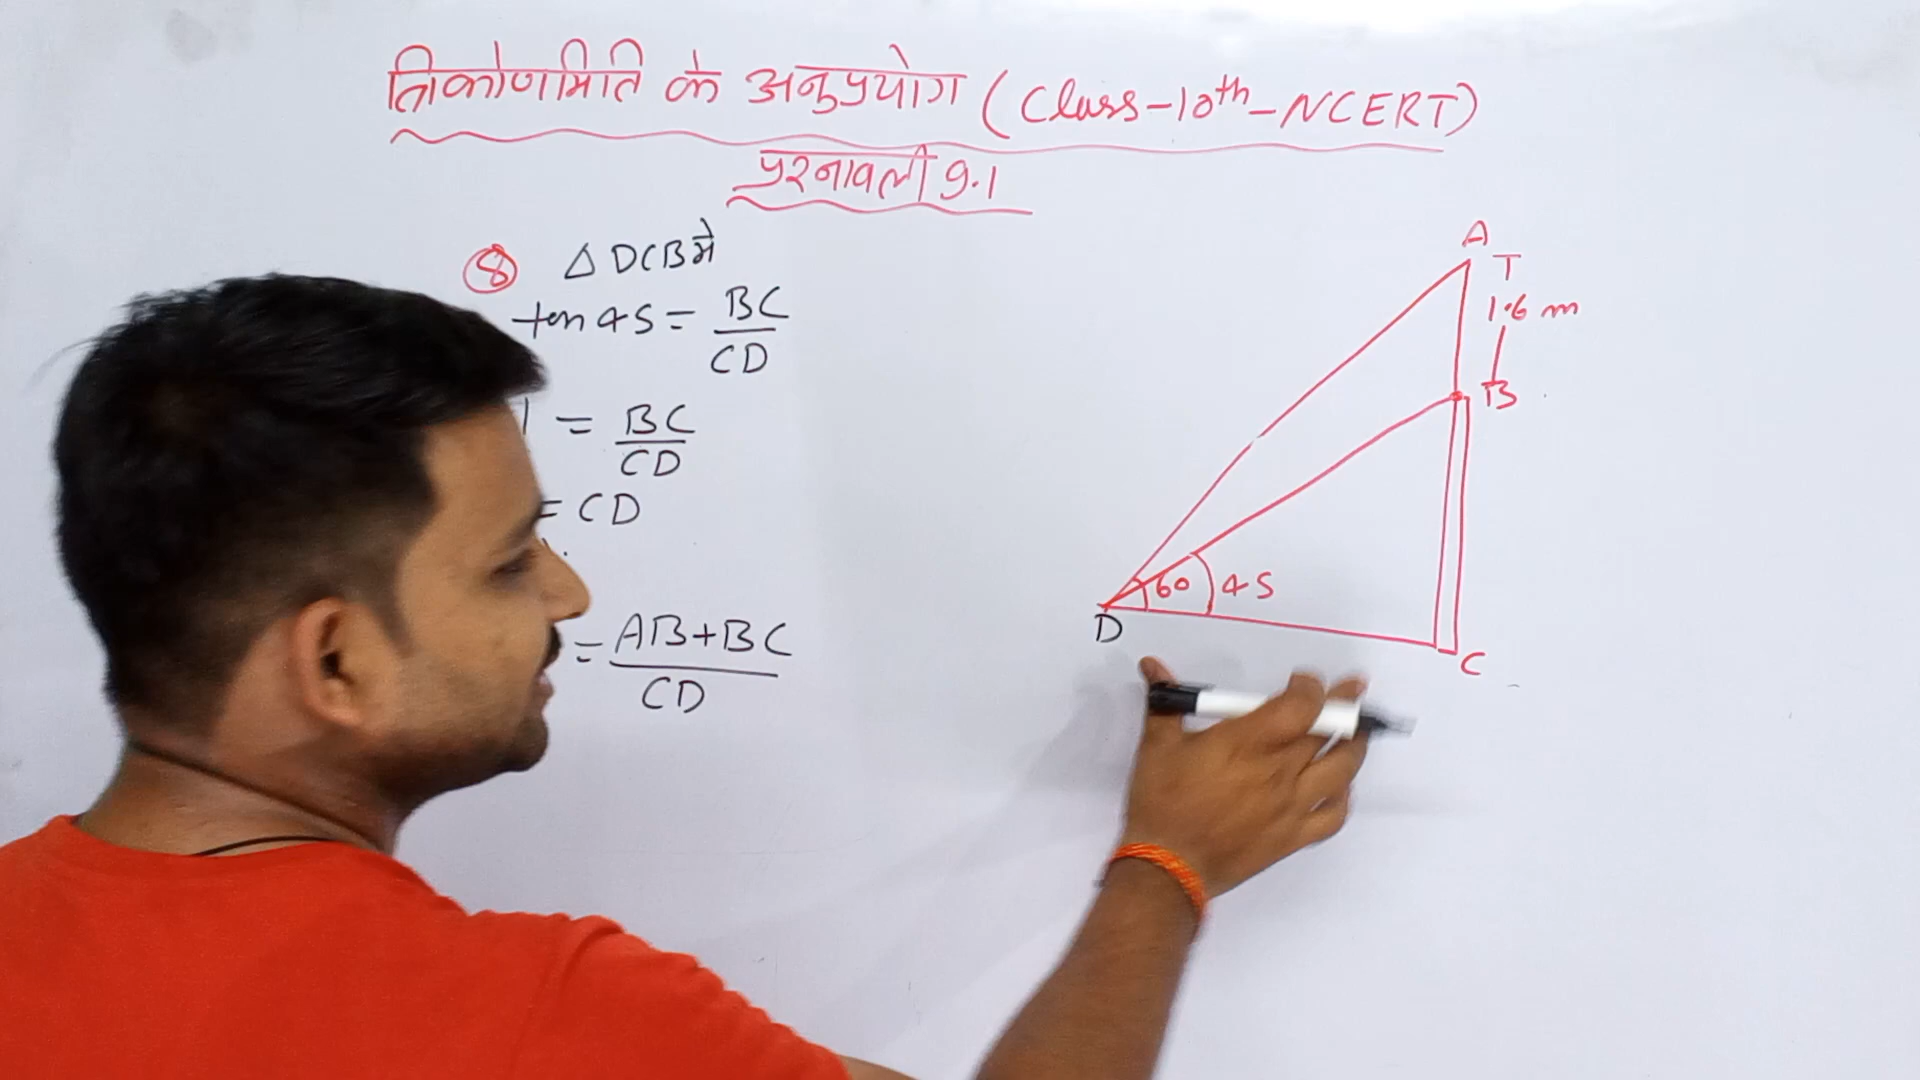 त्रिकोणमिति के अनुप्रयोग (Class-10th-NCERT)
प्रश्नावली 9.1
8 △ DCB में
tan 45 = BC/CD
1 = BC/CD
= CD
= AB+BC/CD
A
T
1.6 m
B
60 45
D
C